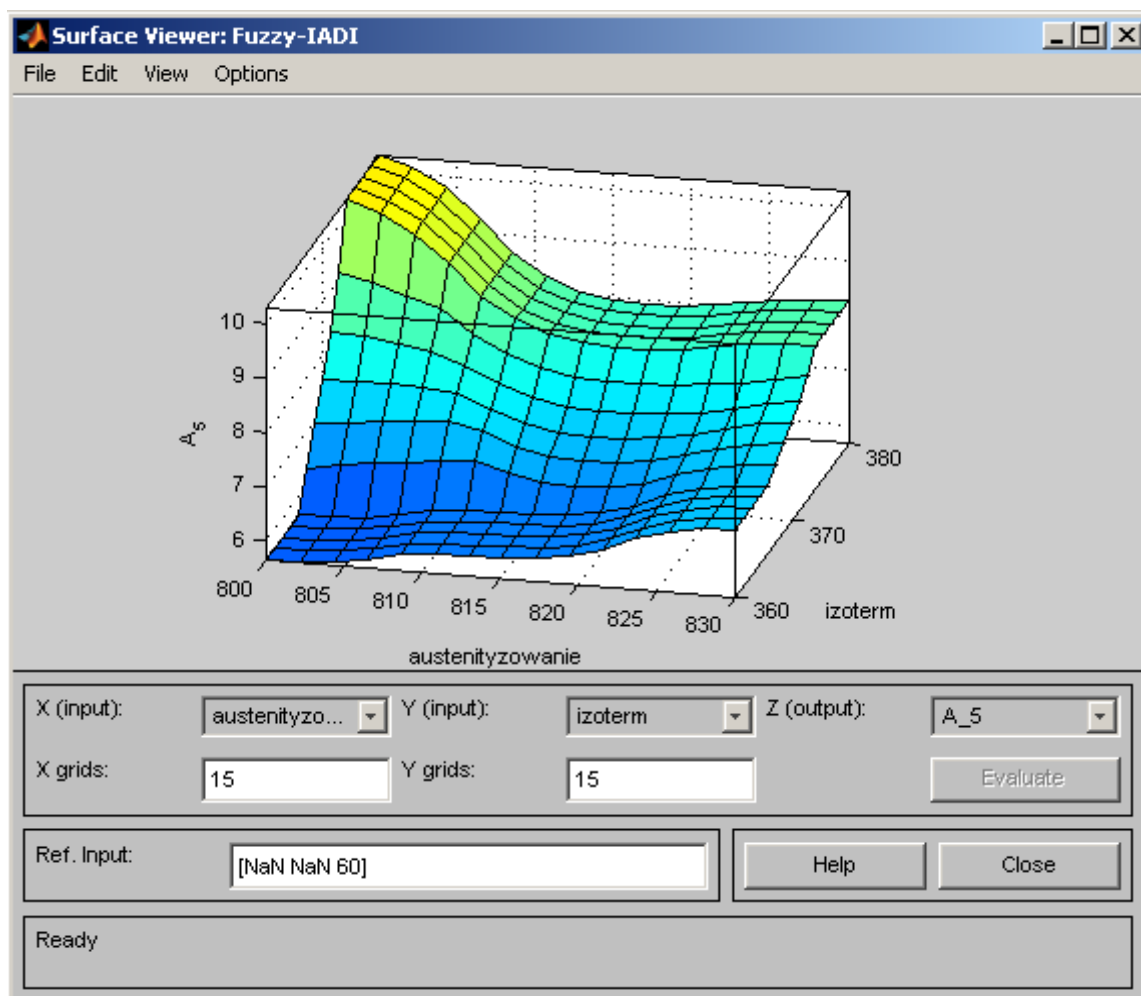 Surface Viewer: Fuzzy-IADI
File Edit View Options
10
9
8
7
6
A5
800
805
810
815
820
825
830
austenityzowanie
360
370
380
izoterm
X (input): austenityzo... Y (input): izoterm Z (output): A_5
X grids: 15 Y grids: 15 Evaluate
Ref. Input: [NaN NaN 60] Help Close
Ready